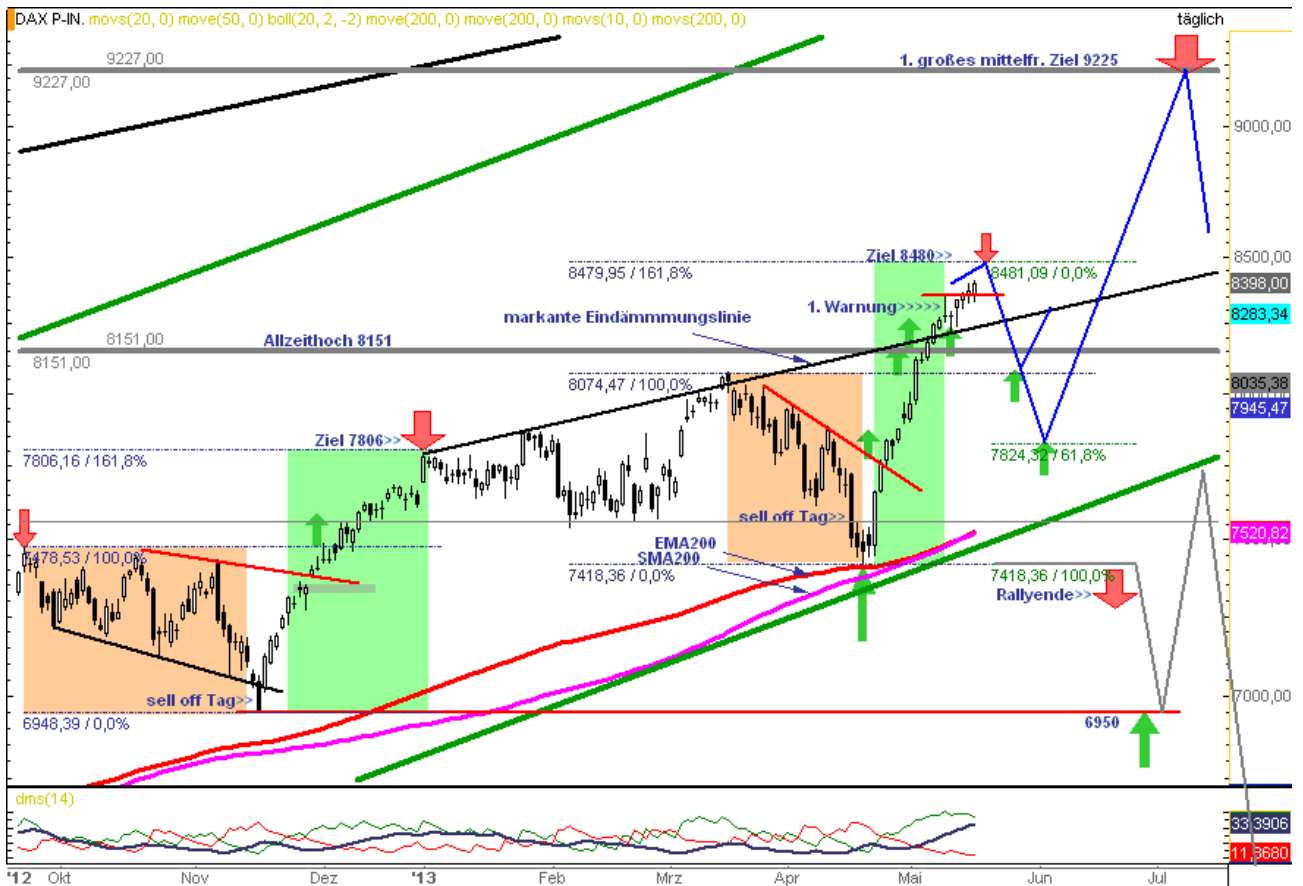 DAX P-IN. movs(20, 0) move(50, 0) boll(20, 2, -2) move(200, 0) move(200, 0) movs(10, 0) movs(200, 0)
täglich
9227,00
9227,00
1. großes mittelfr. Ziel 9225
9000,00
Ziel 8480>>
8500,00
8479,95 / 161,8%
8481,09 / 0,0%
8398,00
1. Warnung>>>>>
8283,34
markante Eindämmmungslinie
8151,00
Allzeithoch 8151
8151,00
8074,47 / 100,0%
8035,38
7945,47
Ziel 7806>>
7806,16 / 161,8%
7824,32 / 61,8%
sell off Tag>>
7520,62
EMA200
SMA200
7478,53 / 100,0%
7418,36 / 0,0%
7418,36 / 100,0%
Rallyende>>
sell off Tag>>
7000,00
6948,39 / 0,0%
6950
dms(14)
33,3906
11,3680
'12 Okt Nov Dez '13 Feb Mrz Apr Mai Jun Jul